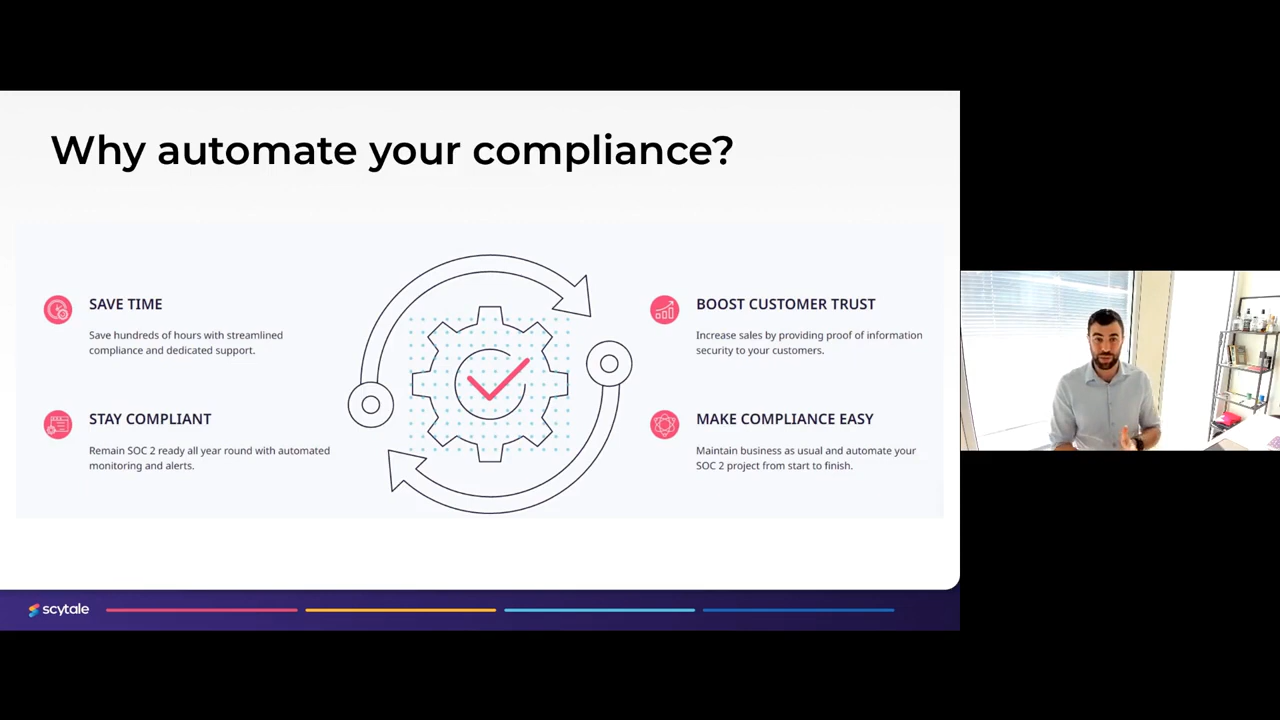 Why automate your compliance?
SAVE TIME
Save hundreds of hours with streamlined
compliance and dedicated support.
STAY COMPLIANT
Remain SOC 2 ready all year round with automated
monitoring and alerts.
BOOST CUSTOMER TRUST
Increase sales by providing proof of information
security to your customers.
MAKE COMPLIANCE EASY
Maintain business as usual and automate your
SOC 2 project from start to finish.
scytale